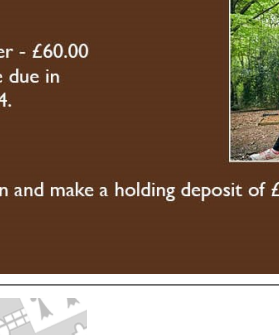 er - £60.00
e due in
4.
n and make a holding deposit of £